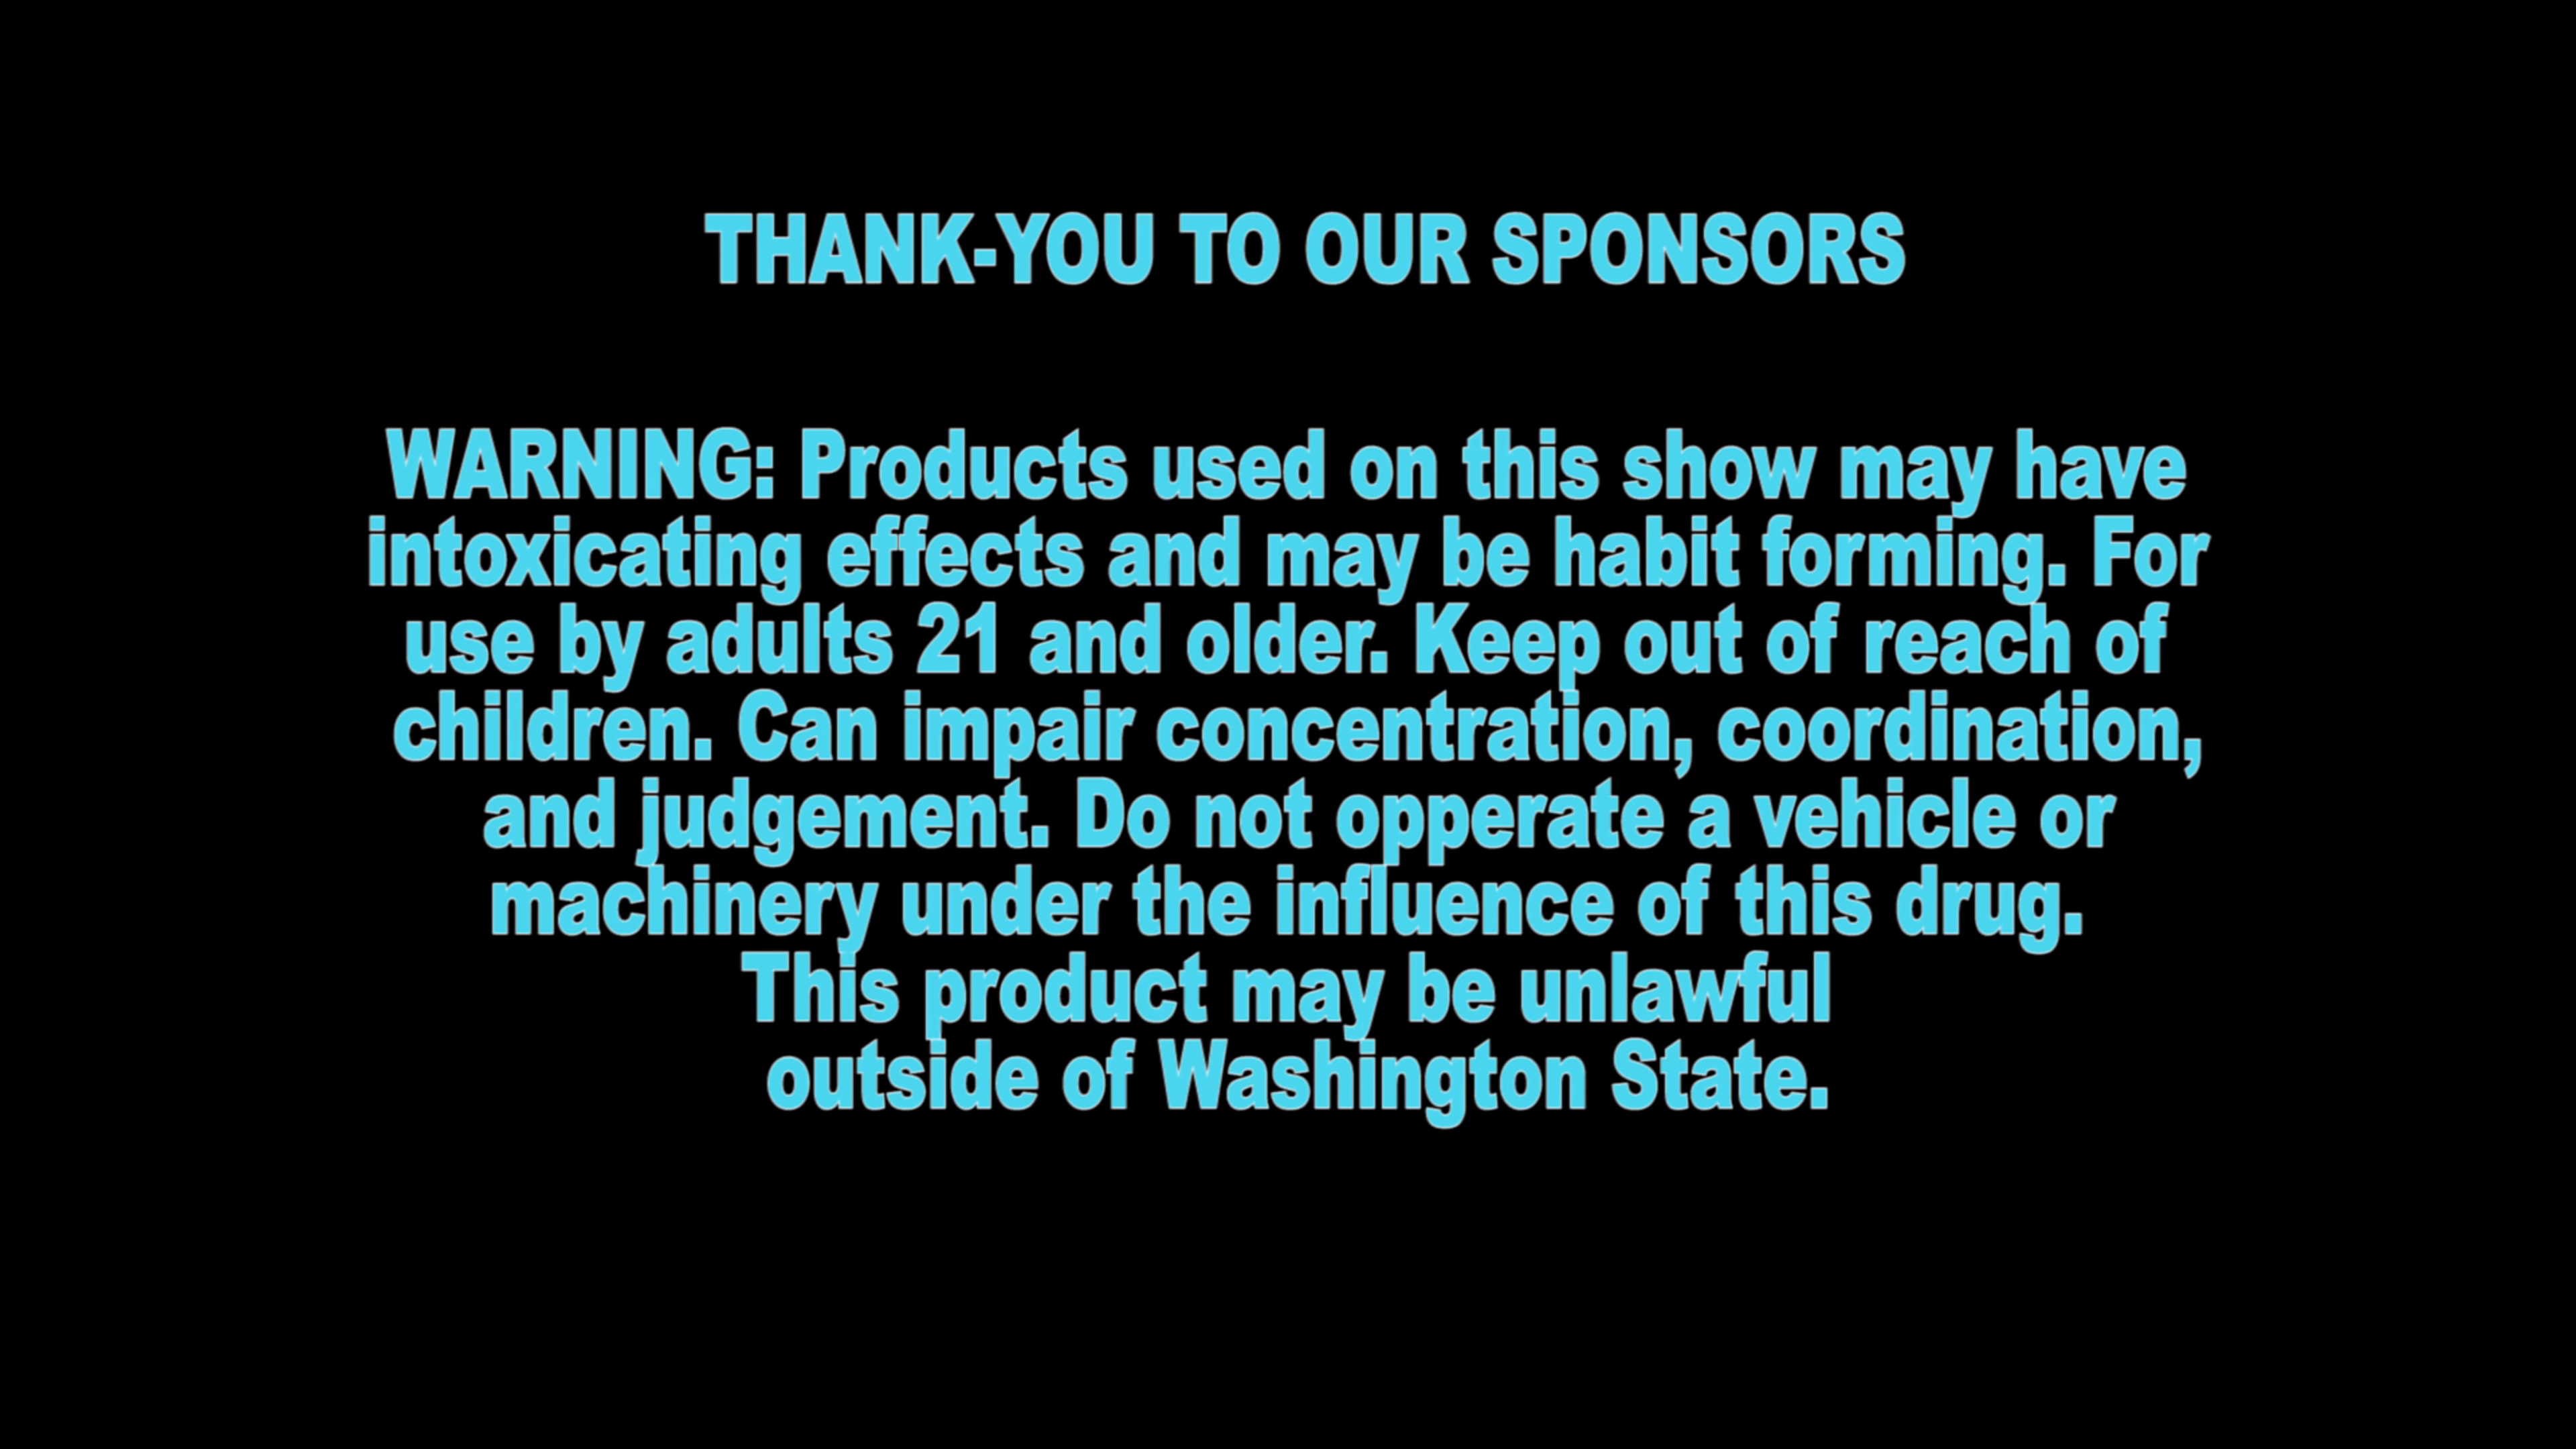 THANK-YOU TO OUR SPONSORS
WARNING: Products used on this show may have
intoxicating effects and may be habit forming. For
use by adults 21 and older. Keep out of reach of
children. Can impair concentration, coordination,
and judgement. Do not opperate a vehicle or
machinery under the influence of this drug.
This product may be unlawful
outside of Washington State.